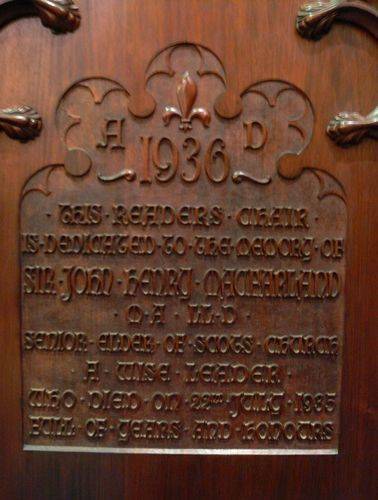 A D
1936
THIS · READERS · CHAIR ·
IS · DEDICATED · TO · THE · MEMORY · OF
SIR · JOHN · HENRY · MACFARLAND
· M · A · LL · D ·
SENIOR · ELDER · OF · SCOTS · CHURCH
· A · WISE · LEADER ·
WHO · DIED · ON · 22ND · JULY · 1935
FULL · OF · YEARS · AND · HONOURS